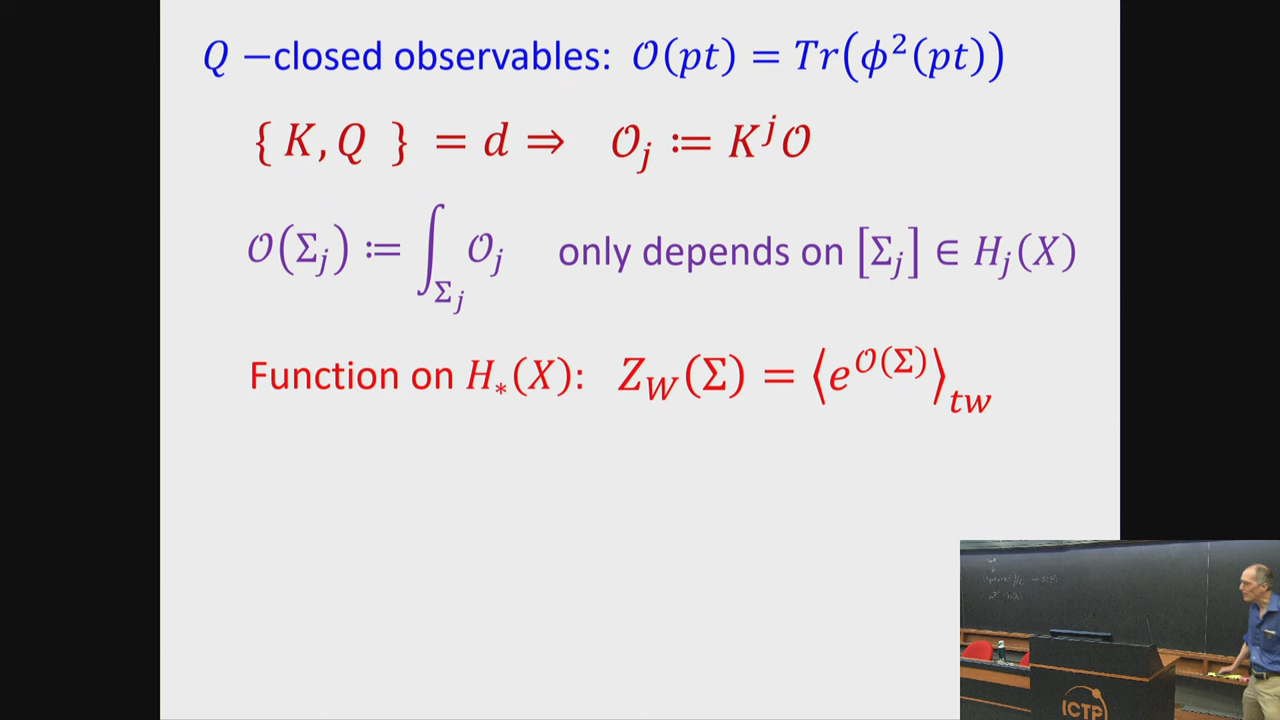 Q −closed observables: 𝒪(pt) = Tr(ϕ²(pt))
{ K, Q } = d ⇒ 𝒪ⱼ ≔ Kʲ𝒪
𝒪(Σⱼ) ≔ ∫_Σⱼ 𝒪ⱼ only depends on [Σⱼ] ∈ Hⱼ(X)
Function on H_*(X): Z_W(Σ) = ⟨e^𝒪(Σ)⟩_tw
ICTP